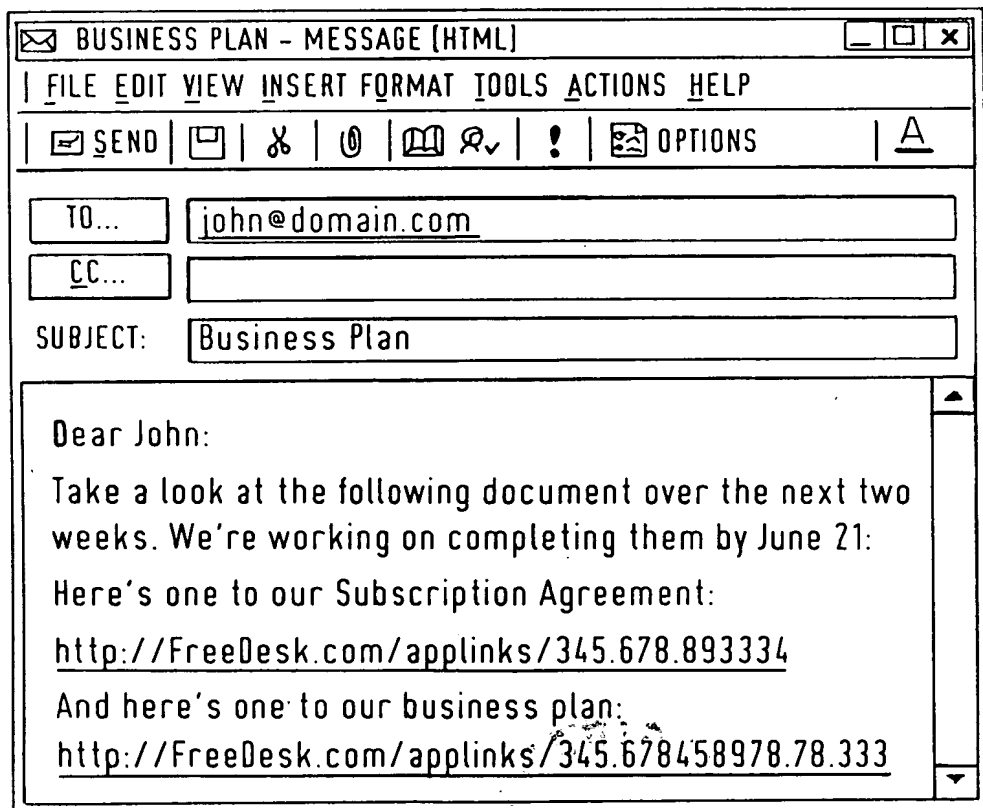 BUSINESS PLAN - MESSAGE [HTML]
FILE EDIT VIEW INSERT FORMAT TOOLS ACTIONS HELP
SEND ! OPTIONS A
TO... john@domain.com
CC...
SUBJECT: Business Plan
Dear John:
Take a look at the following document over the next two
weeks. We're working on completing them by June 21:
Here's one to our Subscription Agreement:
http://FreeDesk.com/applinks/345.678.893334
And here's one to our business plan:
http://FreeDesk.com/applinks/345.678458978.78.333